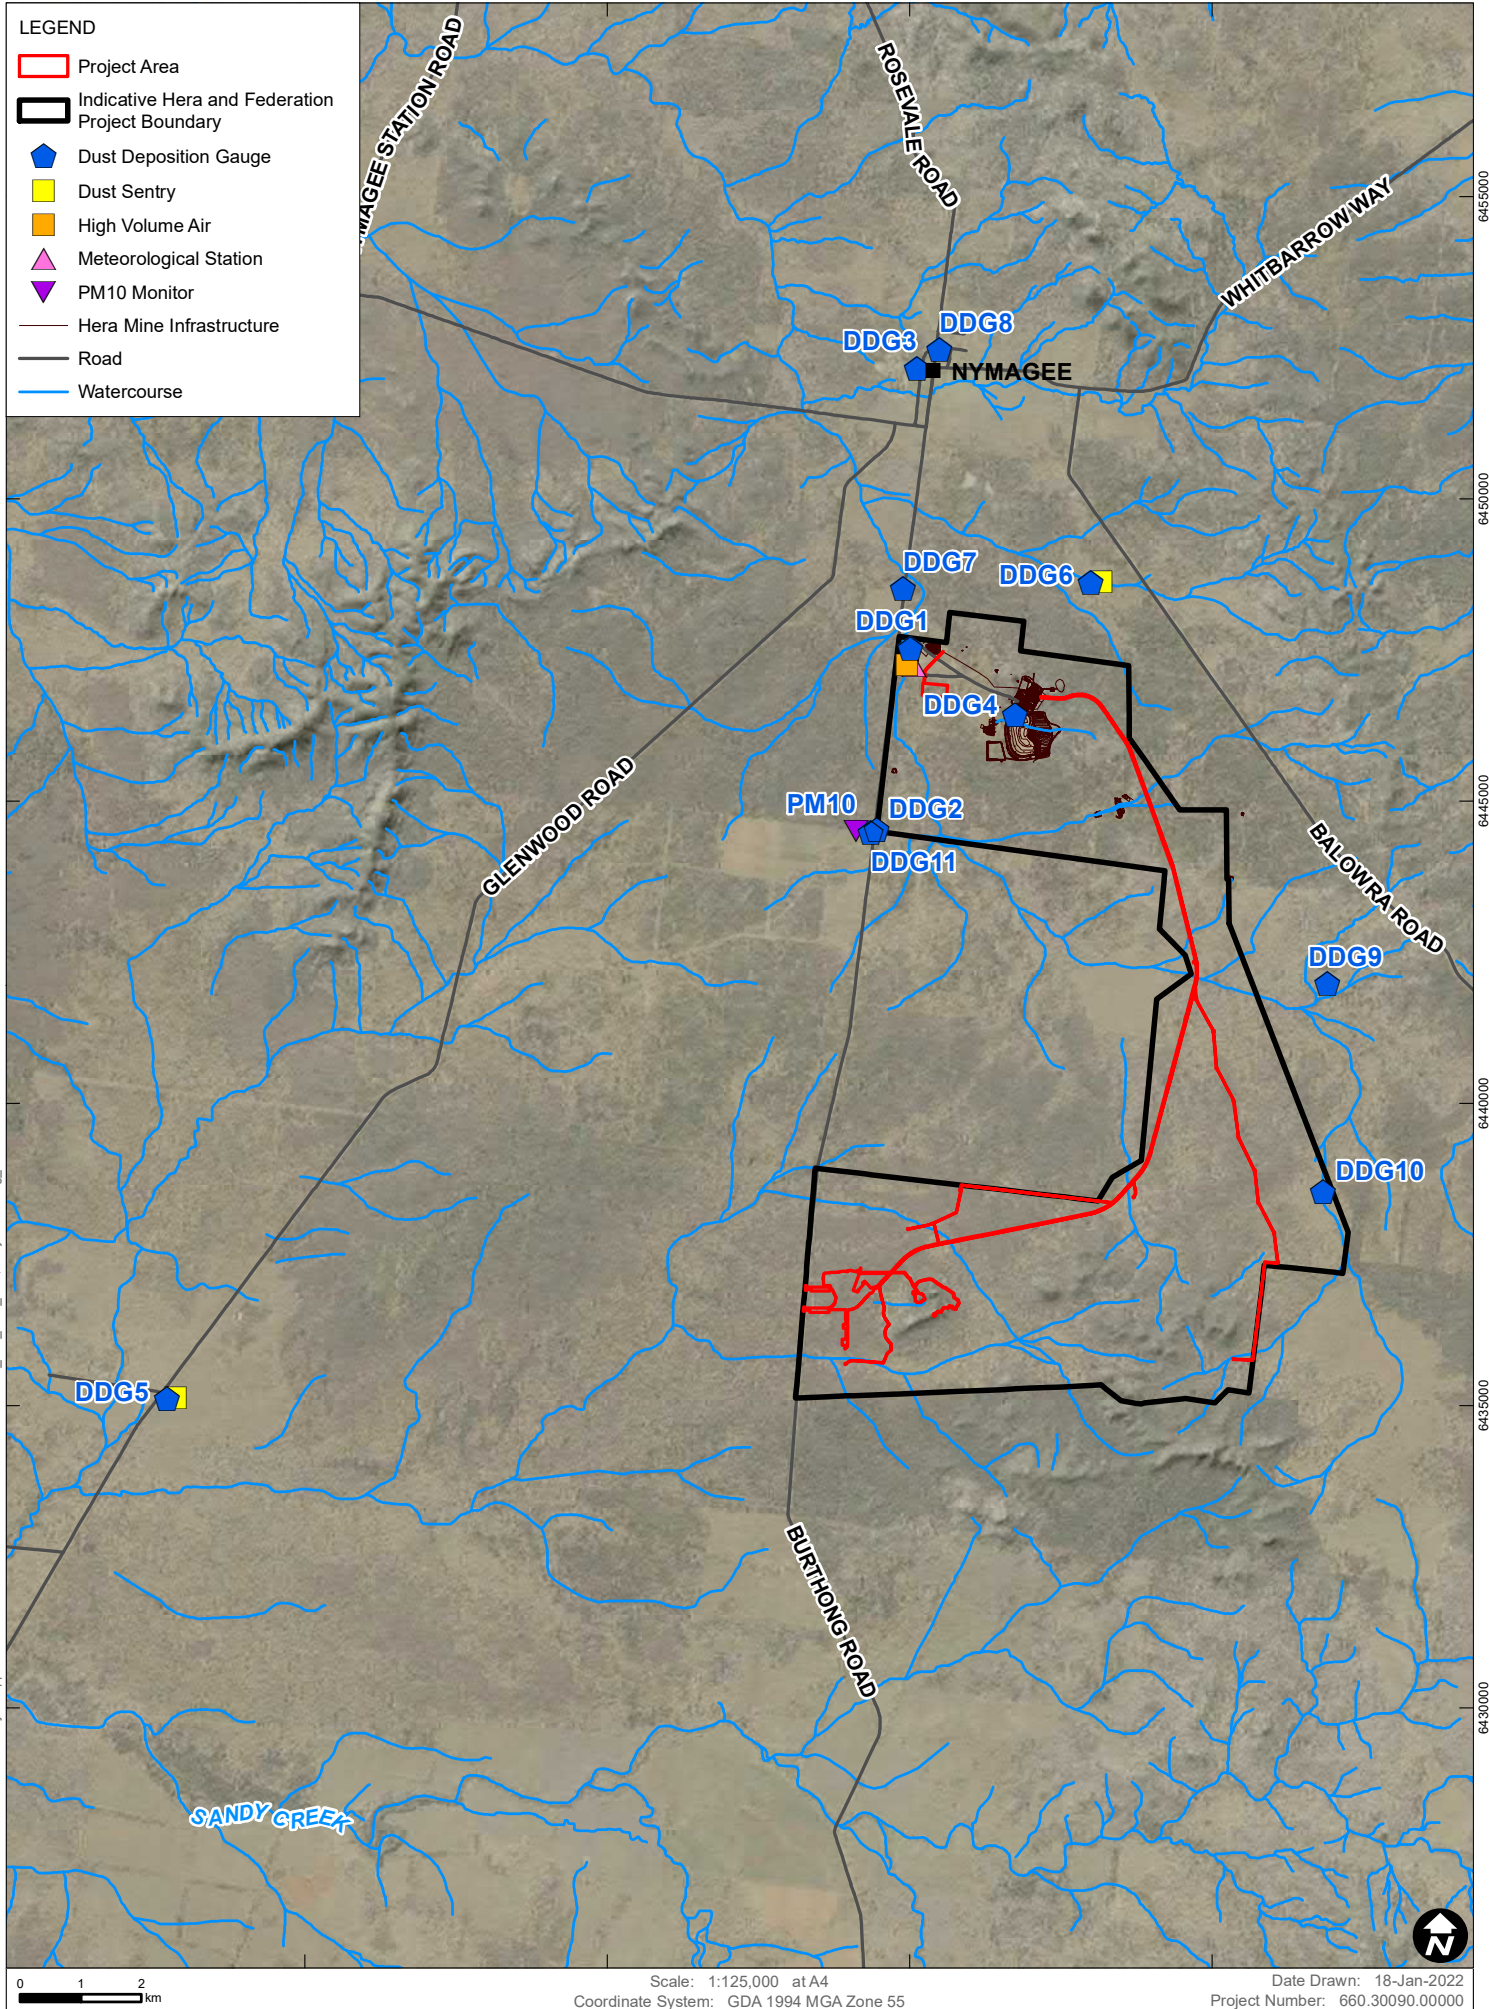 LEGEND
Project Area
Indicative Hera and Federation
Project Boundary
Dust Deposition Gauge
Dust Sentry
High Volume Air
Meteorological Station
PM10 Monitor
Hera Mine Infrastructure
Road
Watercourse
MAGEE STATION ROAD
ROSEVALE ROAD
WHITBARROW WAY
6455000
DDG8
DDG3
NYMAGEE
6450000
DDG7
DDG6
DDG1
DDG4
GLENWOOD ROAD
PM10
DDG2
DDG11
6445000
BALOWRA ROAD
DDG9
6440000
DDG10
DDG5
6435000
BURTHONG ROAD
6430000
SANDY CREEK
N
0 1 2
km
Scale: 1:125,000 at A4
Coordinate System: GDA 1994 MGA Zone 55
Date Drawn: 18-Jan-2022
Project Number: 660.30090.00000